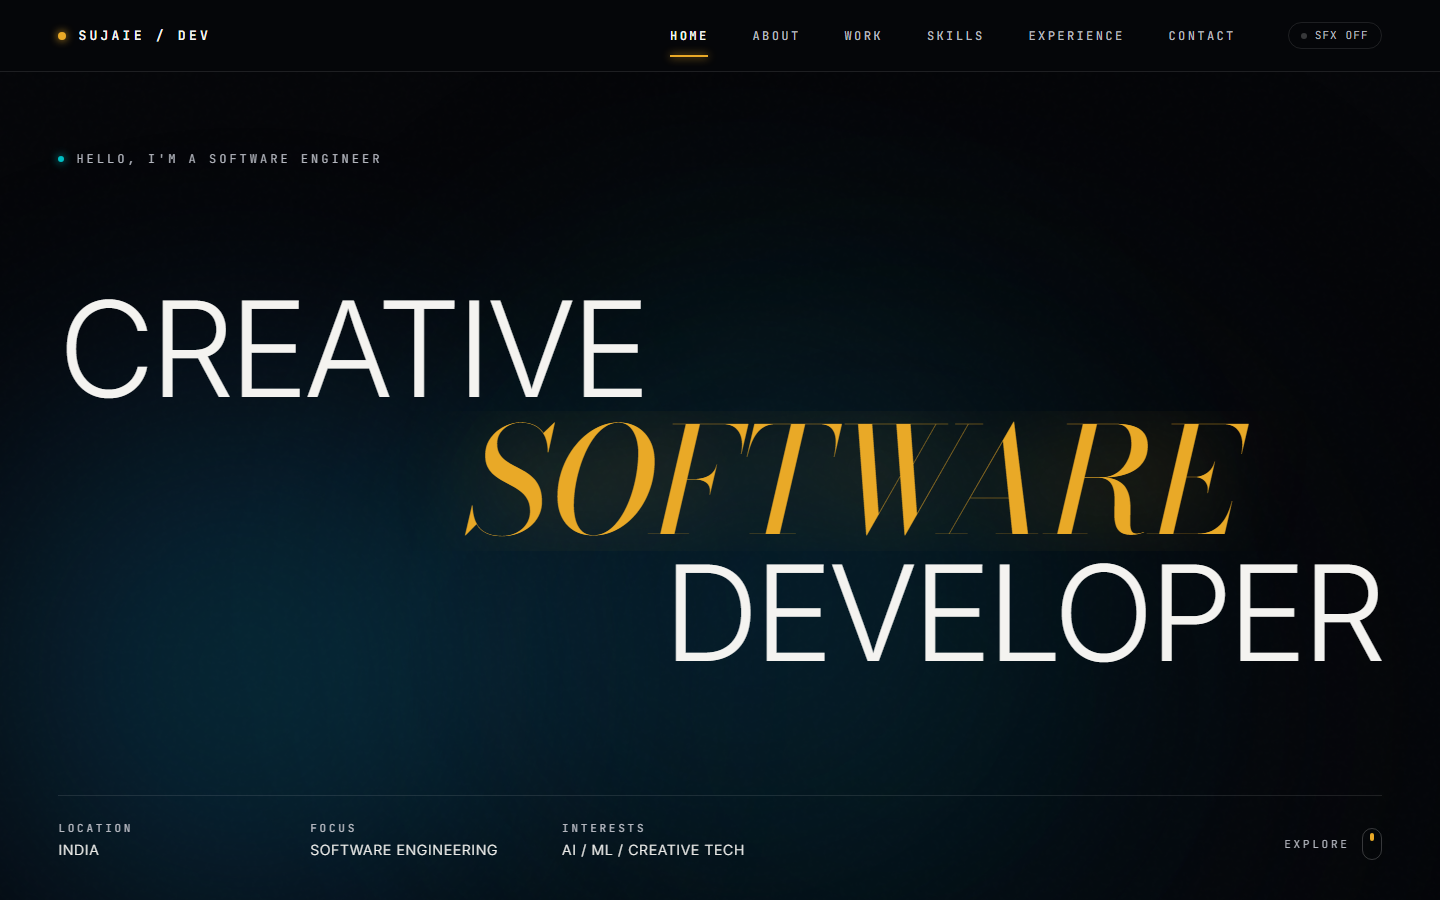 SUJAIE / DEV
HOME ABOUT WORK SKILLS EXPERIENCE CONTACT SFX OFF
HELLO, I'M A SOFTWARE ENGINEER
CREATIVE
SOFTWARE
DEVELOPER
LOCATION
INDIA
FOCUS
SOFTWARE ENGINEERING
INTERESTS
AI / ML / CREATIVE TECH
EXPLORE